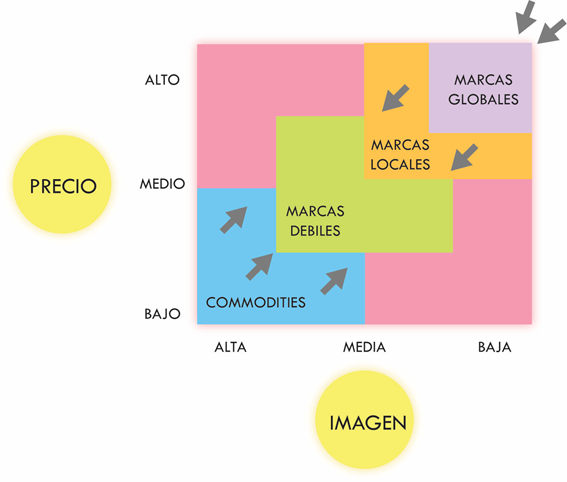 ALTO
MARCAS
GLOBALES
MARCAS
LOCALES
PRECIO
MEDIO
MARCAS
DEBILES
COMMODITIES
BAJO
ALTA
MEDIA
BAJA
IMAGEN